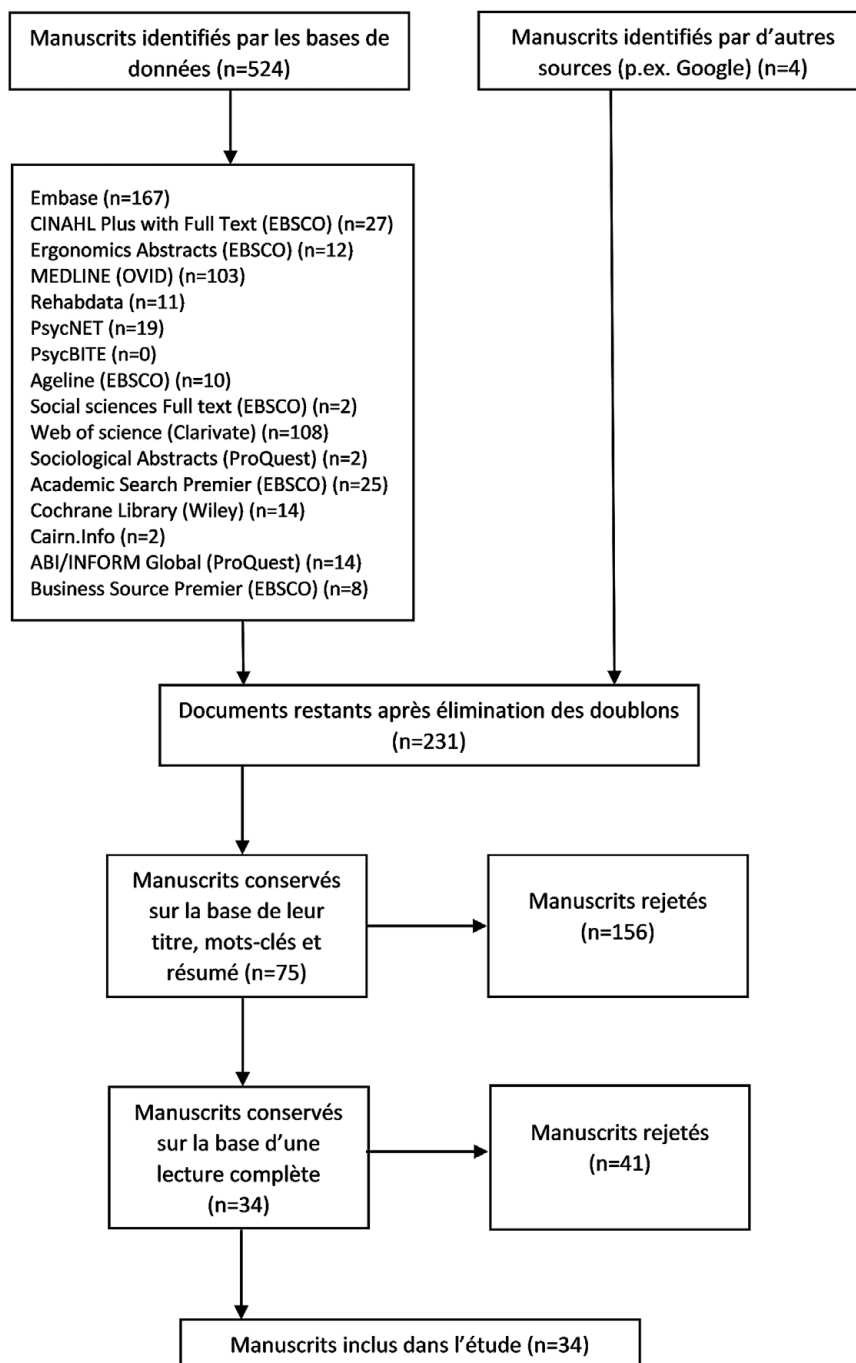 Manuscrits identifiés par les bases de
données (n=524)
Manuscrits identifiés par d’autres
sources (p.ex. Google) (n=4)
Embase (n=167)
CINAHL Plus with Full Text (EBSCO) (n=27)
Ergonomics Abstracts (EBSCO) (n=12)
MEDLINE (OVID) (n=103)
Rehabdata (n=11)
PsycNET (n=19)
PsycBITE (n=0)
Ageline (EBSCO) (n=10)
Social sciences Full text (EBSCO) (n=2)
Web of science (Clarivate) (n=108)
Sociological Abstracts (ProQuest) (n=2)
Academic Search Premier (EBSCO) (n=25)
Cochrane Library (Wiley) (n=14)
Cairn.Info (n=2)
ABI/INFORM Global (ProQuest) (n=14)
Business Source Premier (EBSCO) (n=8)
Documents restants après élimination des doublons
(n=231)
Manuscrits conservés
sur la base de leur
titre, mots-clés et
résumé (n=75)
Manuscrits rejetés
(n=156)
Manuscrits conservés
sur la base d’une
lecture complète
(n=34)
Manuscrits rejetés
(n=41)
Manuscrits inclus dans l’étude (n=34)